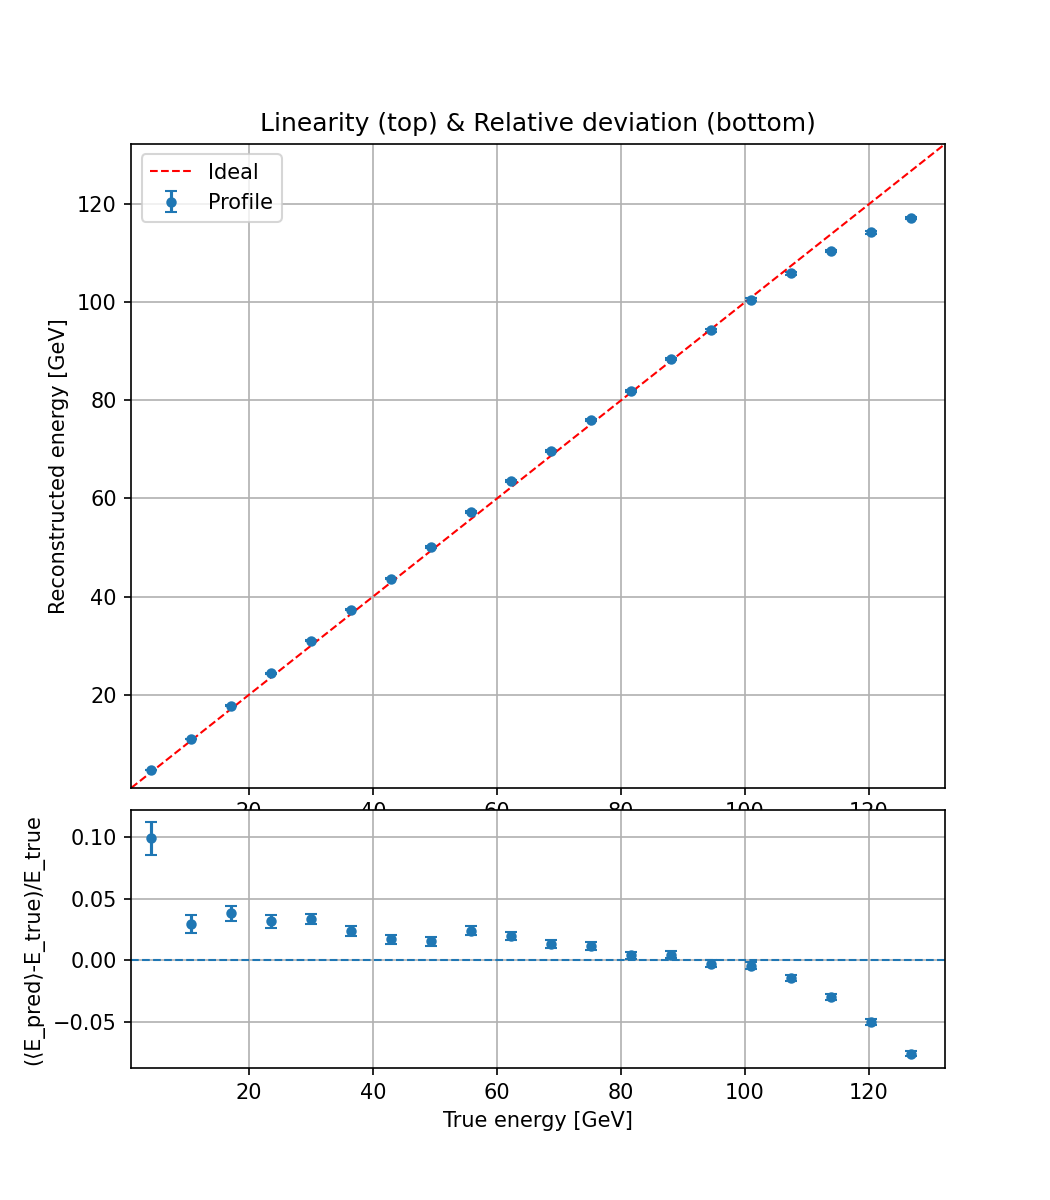 Linearity (top) & Relative deviation (bottom)
Ideal
Profile
120
100
80
60
40
20
Reconstructed energy [GeV]
20 40 60 80 100 120
0.10
0.05
0.00
−0.05
(⟨E_pred⟩-E_true)/E_true
20 40 60 80 100 120
True energy [GeV]